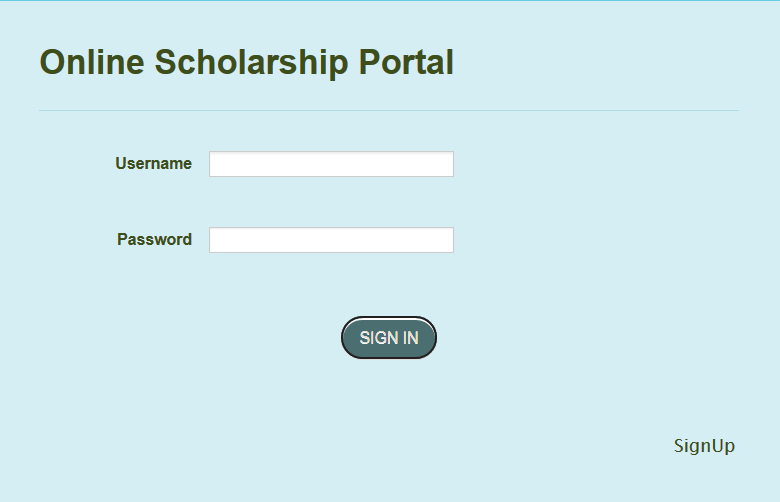 Online Scholarship Portal
Username
Password
SIGN IN
SignUp